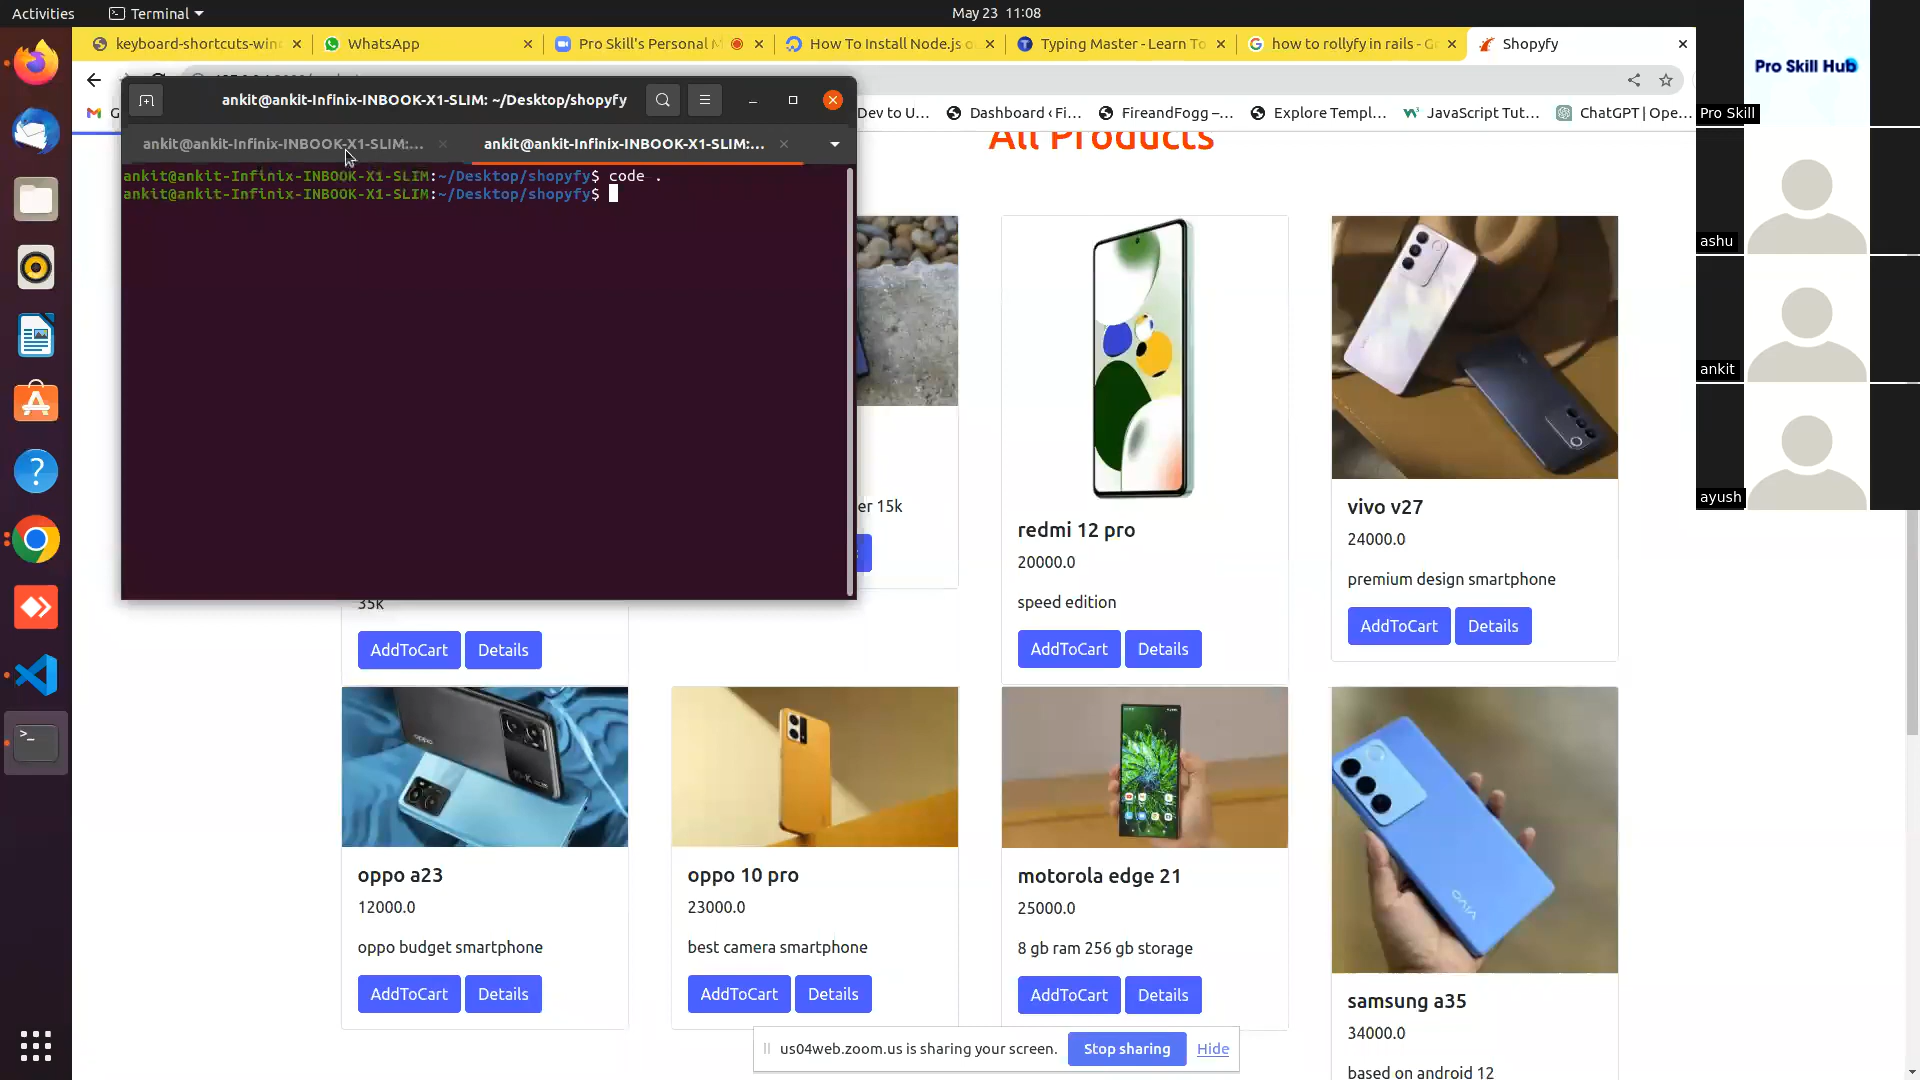 Activities
Terminal
May 23 11:08
keyboard-shortcuts-win
WhatsApp
Pro Skill's Personal M
How To Install Node.js o
Typing Master - Learn To
how to rollyfy in rails - G
Shopyfy
ankit@ankit-Infinix-INBOOK-X1-SLIM: ~/Desktop/shopyfy
Dev to U...
Dashboard ‹ Fi...
FireandFogg –...
Explore Templ...
JavaScript Tut...
ChatGPT | Ope...
ankit@ankit-Infinix-INBOOK-X1-SLIM:...
ankit@ankit-Infinix-INBOOK-X1-SLIM:...
ankit@ankit-Infinix-INBOOK-X1-SLIM:~/Desktop/shopyfy$ code .
ankit@ankit-Infinix-INBOOK-X1-SLIM:~/Desktop/shopyfy$
All Products
Pro Skill Hub
Pro Skill
ashu
ankit
ayush
er 15k
redmi 12 pro
20000.0
speed edition
AddToCart
Details
vivo v27
24000.0
premium design smartphone
AddToCart
Details
35k
AddToCart
Details
oppo a23
12000.0
oppo budget smartphone
AddToCart
Details
oppo 10 pro
23000.0
best camera smartphone
AddToCart
Details
motorola edge 21
25000.0
8 gb ram 256 gb storage
AddToCart
Details
samsung a35
34000.0
based on android 12
us04web.zoom.us is sharing your screen.
Stop sharing
Hide